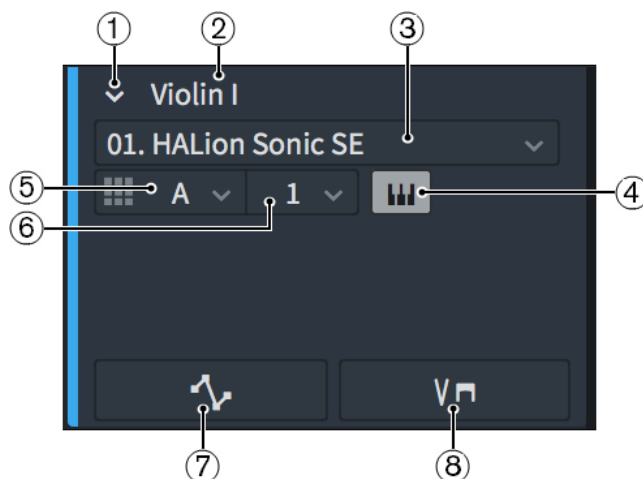 ① ② ③
Violin I
01. HALion Sonic SE
⑤ A 1 ④
⑥
⑦ ⑧